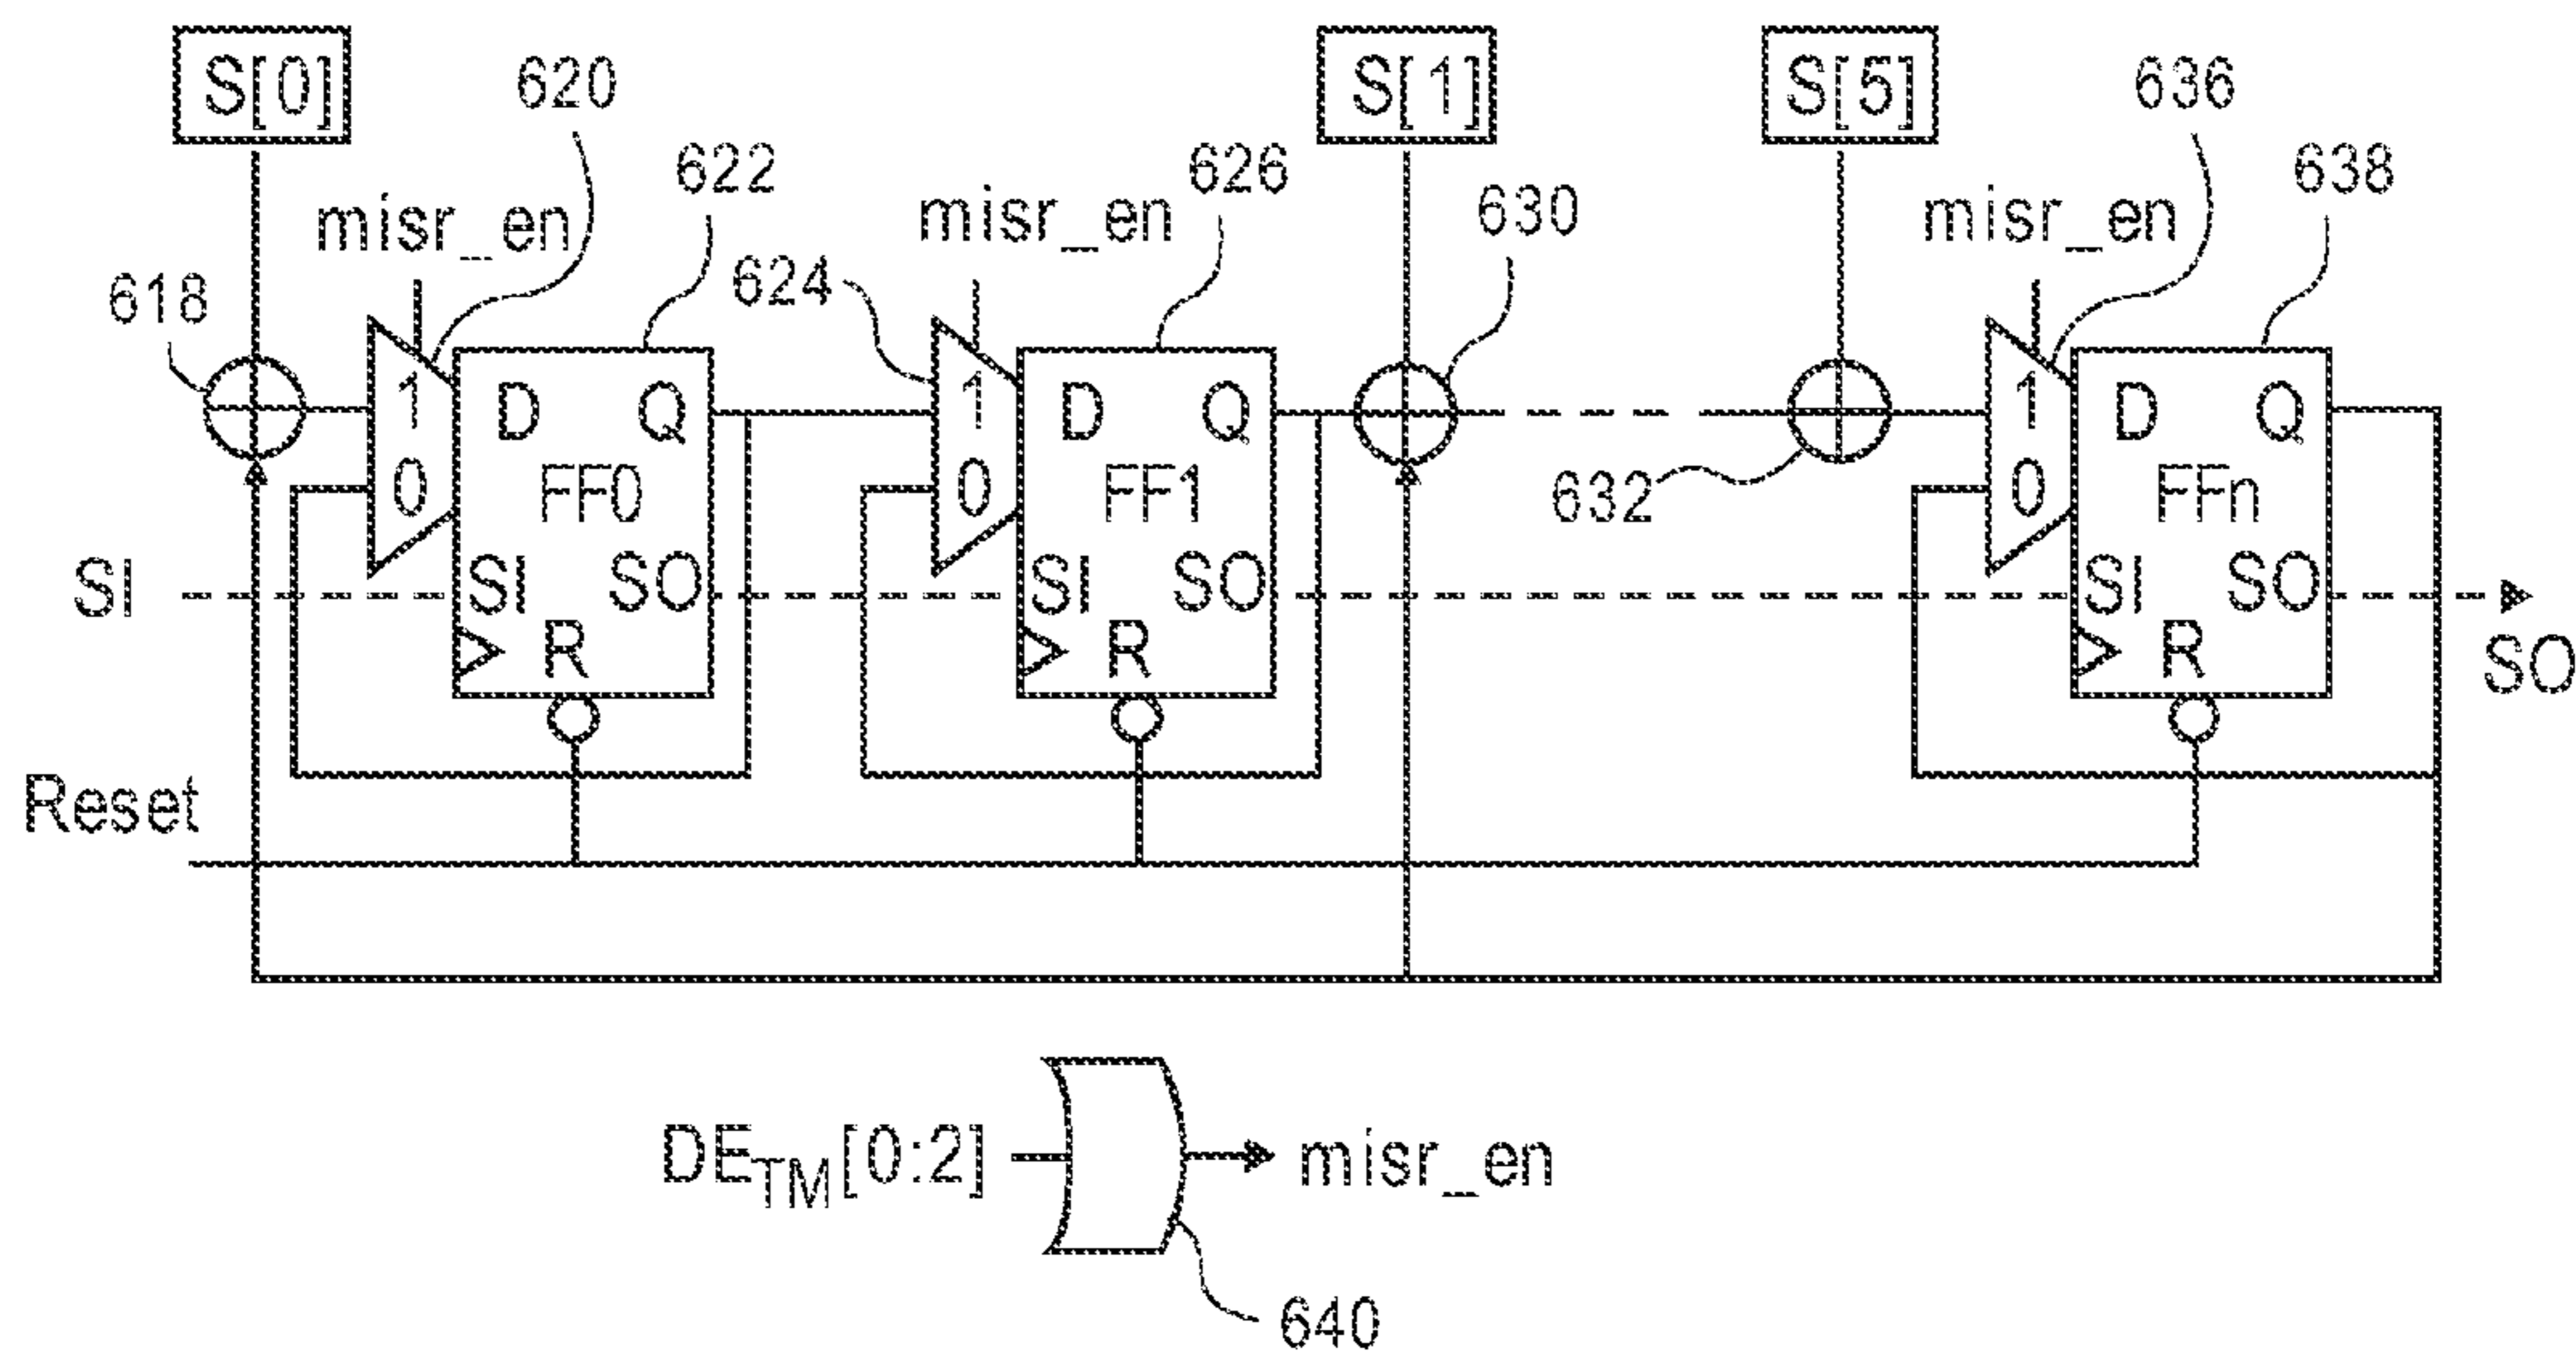 S[0]
620
S[1]
S[5]
636
622
626
638
misr_en
misr_en
630
misr_en
618
624
1
D
Q
1
D
Q
1
D
Q
0
FF0
0
FF1
632
0
FFn
SI
SI
SO
SI
SO
SI
SO
SO
R
R
R
Reset
DE_TM[0:2]
misr_en
640